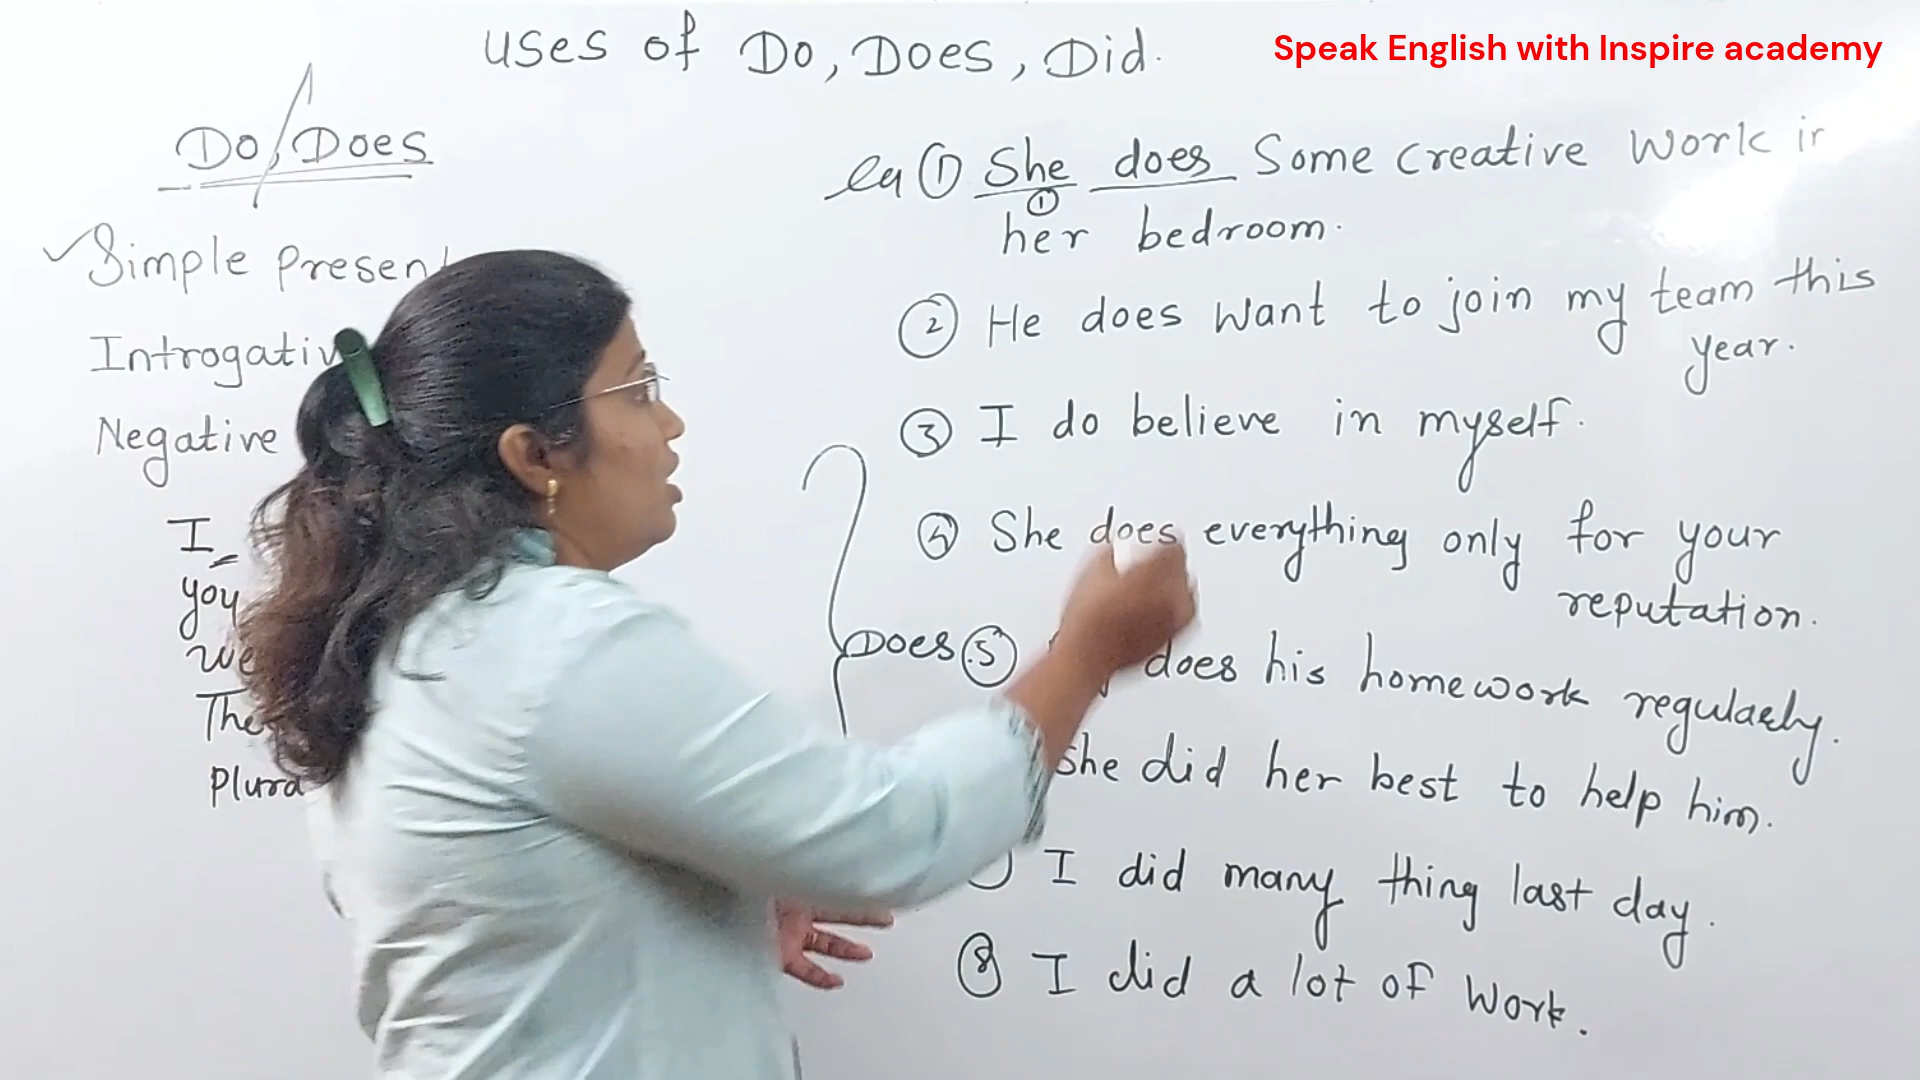 uses of Do, Does, Did.
Speak English with Inspire academy
Do, Does
Simple Present
Introgativ
Negative
I
you
we
The
Plura
Does
ex ① She does Some creative work in
①
her bedroom.
② He does want to join my team this
year.
③ I do believe in myself.
④ She does everything only for your
reputation.
⑤ does his homework regularly.
She did her best to help him.
I did many thing last day.
⑧ I did a lot of work.